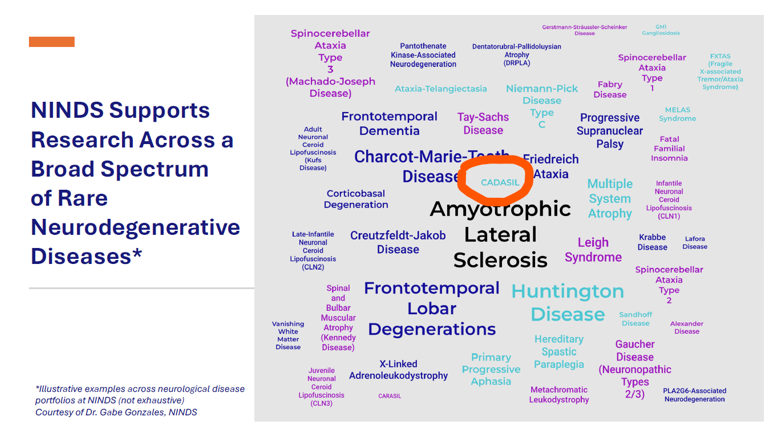 NINDS Supports
Research Across a
Broad Spectrum
of Rare
Neurodegenerative
Diseases*
*Illustrative examples across neurological disease
portfolios at NINDS (not exhaustive)
Courtesy of Dr. Gabe Gonzales, NINDS
Spinocerebellar
Ataxia
Type
3
(Machado-Joseph
Disease)
Pantothenate
Kinase-Associated
Neurodegeneration
Dentatorubral-Pallidoluysian
Atrophy
(DRPLA)
Gerstmann-Sträussler-Scheinker
Disease
GM1
Gangliosidosis
Spinocerebellar
Ataxia
Type
1
FXTAS
(Fragile
X-associated
Tremor/Ataxia
Syndrome)
Ataxia-Telangiectasia
Niemann-Pick
Disease
Type
C
Fabry
Disease
Frontotemporal
Dementia
Tay-Sachs
Disease
Progressive
Supranuclear
Palsy
MELAS
Syndrome
Adult
Neuronal
Ceroid
Lipofuscinosis
(Kufs
Disease)
Fatal
Familial
Insomnia
Charcot-Marie-Tooth
Disease
CADASIL
Friedreich
Ataxia
Corticobasal
Degeneration
Multiple
System
Atrophy
Infantile
Neuronal
Ceroid
Lipofuscinosis
(CLN1)
Amyotrophic
Lateral
Sclerosis
Late-Infantile
Neuronal
Ceroid
Lipofuscinosis
(CLN2)
Creutzfeldt-Jakob
Disease
Leigh
Syndrome
Krabbe
Disease
Lafora
Disease
Spinocerebellar
Ataxia
Type
2
Spinal
and
Bulbar
Muscular
Atrophy
(Kennedy
Disease)
Frontotemporal
Lobar
Degenerations
Huntington
Disease
Sandhoff
Disease
Alexander
Disease
Vanishing
White
Matter
Disease
Hereditary
Spastic
Paraplegia
Gaucher
Disease
(Neuronopathic
Types
2/3)
X-Linked
Adrenoleukodystrophy
Primary
Progressive
Aphasia
Juvenile
Neuronal
Ceroid
Lipofuscinosis
(CLN3)
CARASIL
Metachromatic
Leukodystrophy
PLA2G6-Associated
Neurodegeneration